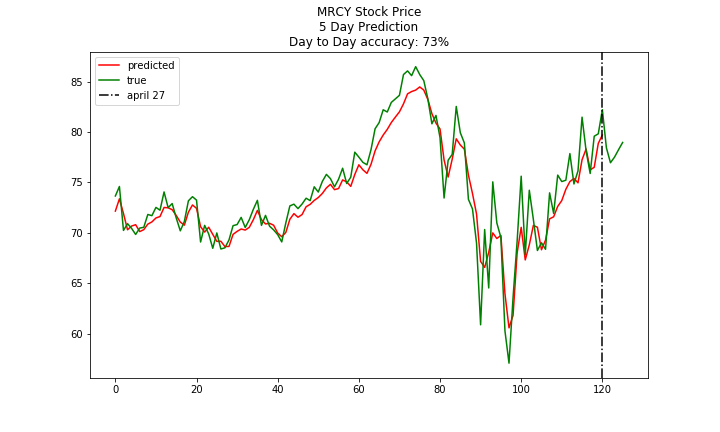 MRCY Stock Price
5 Day Prediction
Day to Day accuracy: 73%
predicted
true
april 27
85
80
75
70
65
60
0 20 40 60 80 100 120